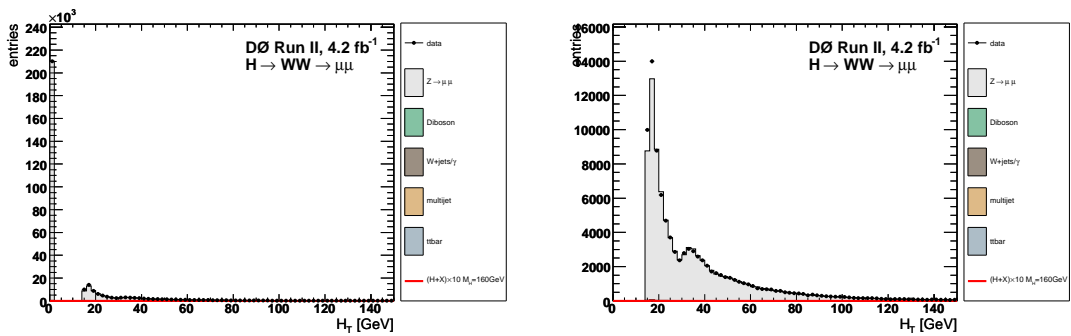 ×10³
entries
240
220
200
180
160
140
120
100
80
60
40
20
0
0 20 40 60 80 100 120 140
H_T [GeV]
DØ Run II, 4.2 fb⁻¹
H → WW → μμ
data
Z→μ μ
Diboson
W+jets/γ
multijet
ttbar
(H+X)×10 M_H=160GeV
entries
16000
14000
12000
10000
8000
6000
4000
2000
0
0 20 40 60 80 100 120 140
H_T [GeV]
DØ Run II, 4.2 fb⁻¹
H → WW → μμ
data
Z→μ μ
Diboson
W+jets/γ
multijet
ttbar
(H+X)×10 M_H=160GeV